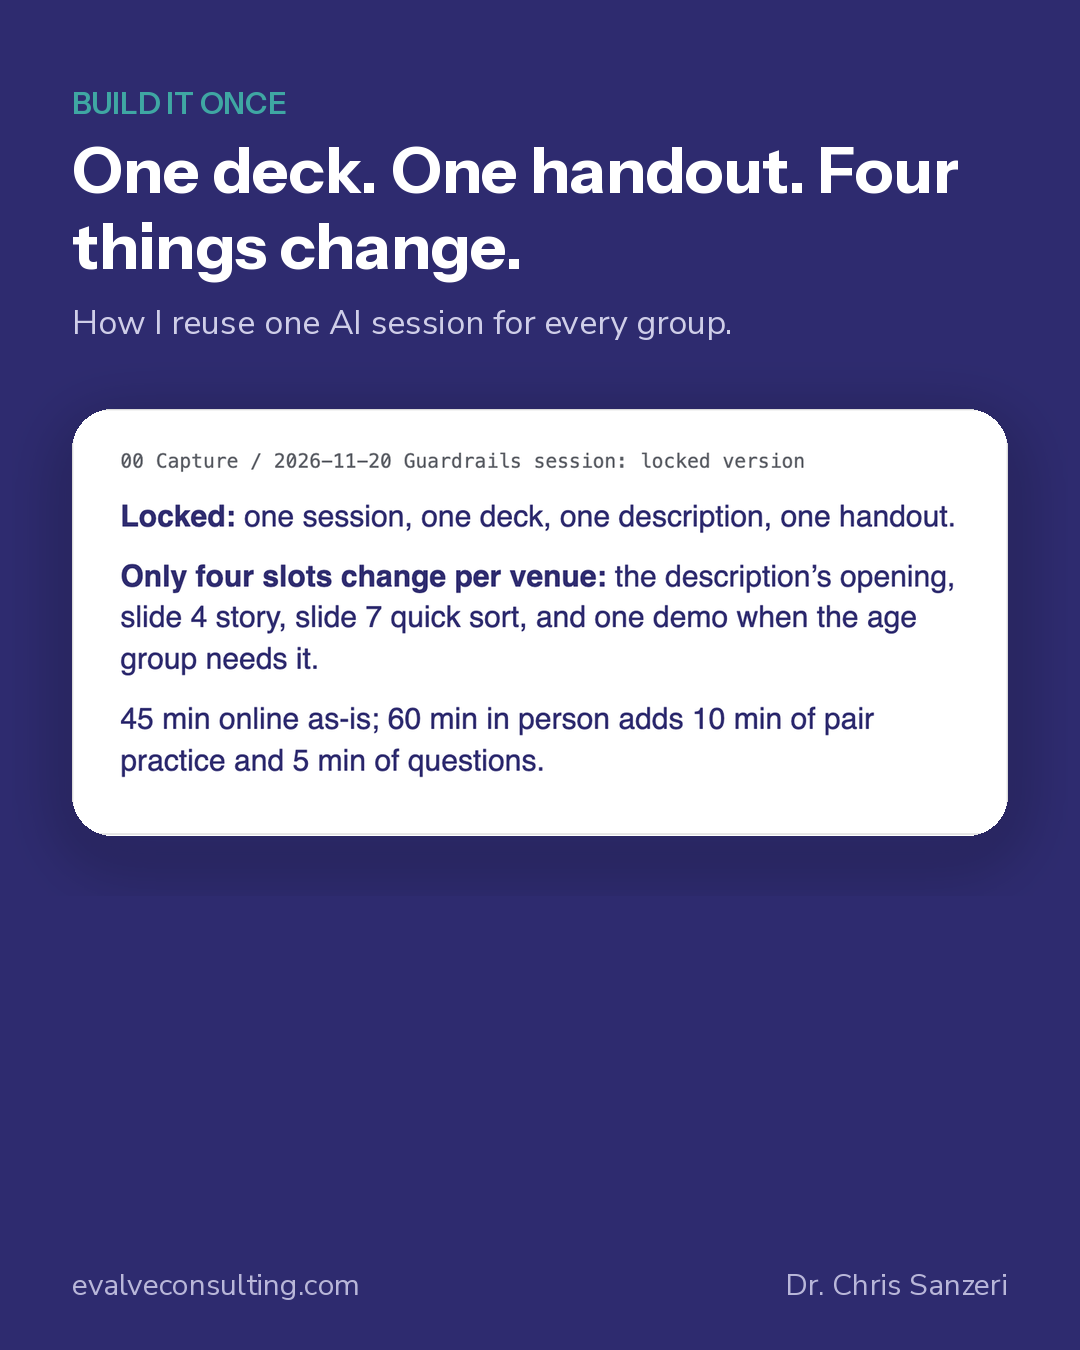 BUILD IT ONCE
One deck. One handout. Four
things change.
How I reuse one AI session for every group.
00 Capture / 2026-11-20 Guardrails session: locked version
Locked: one session, one deck, one description, one handout.
Only four slots change per venue: the description’s opening,
slide 4 story, slide 7 quick sort, and one demo when the age
group needs it.
45 min online as-is; 60 min in person adds 10 min of pair
practice and 5 min of questions.
evalveconsulting.com
Dr. Chris Sanzeri